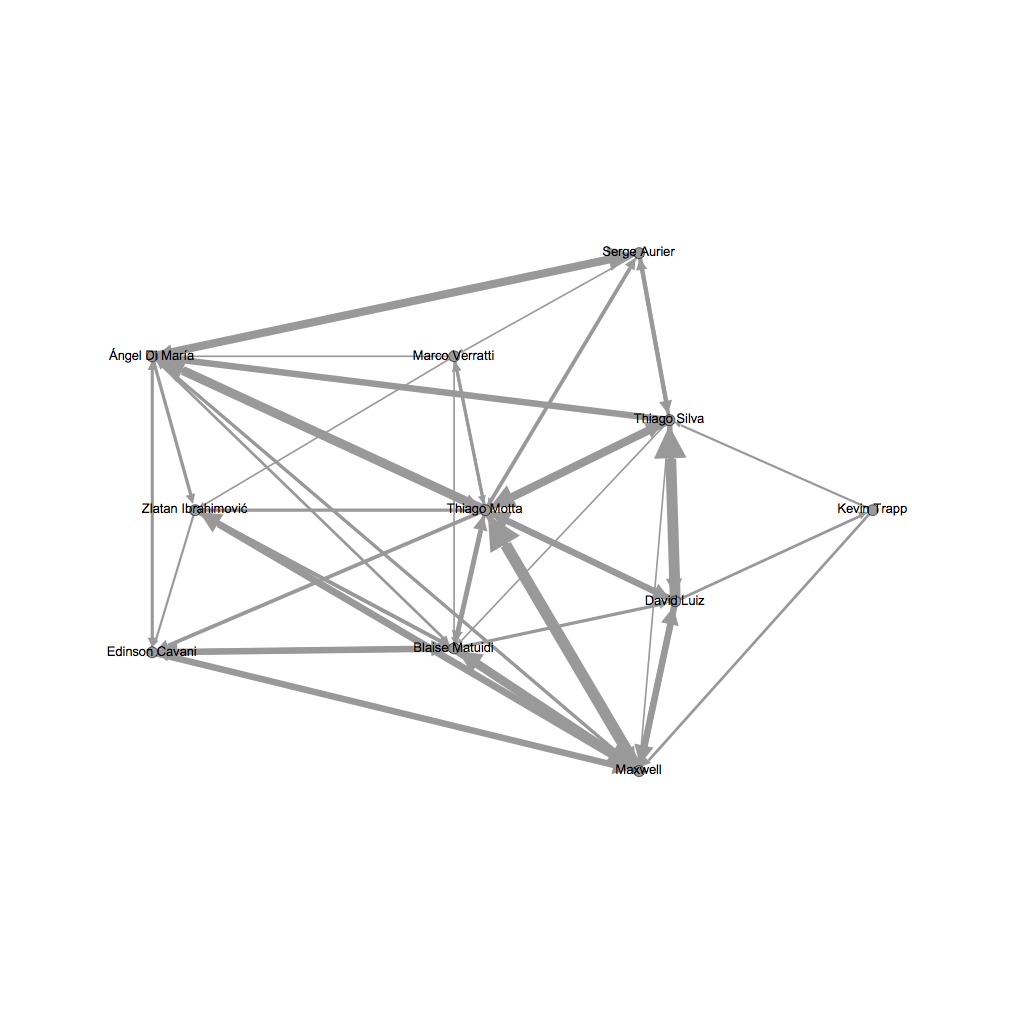 Serge Aurier
Ángel Di María
Marco Verratti
Thiago Silva
Zlatan Ibrahimović
Thiago Motta
Kevin Trapp
David Luiz
Edinson Cavani
Blaise Matuidi
Maxwell